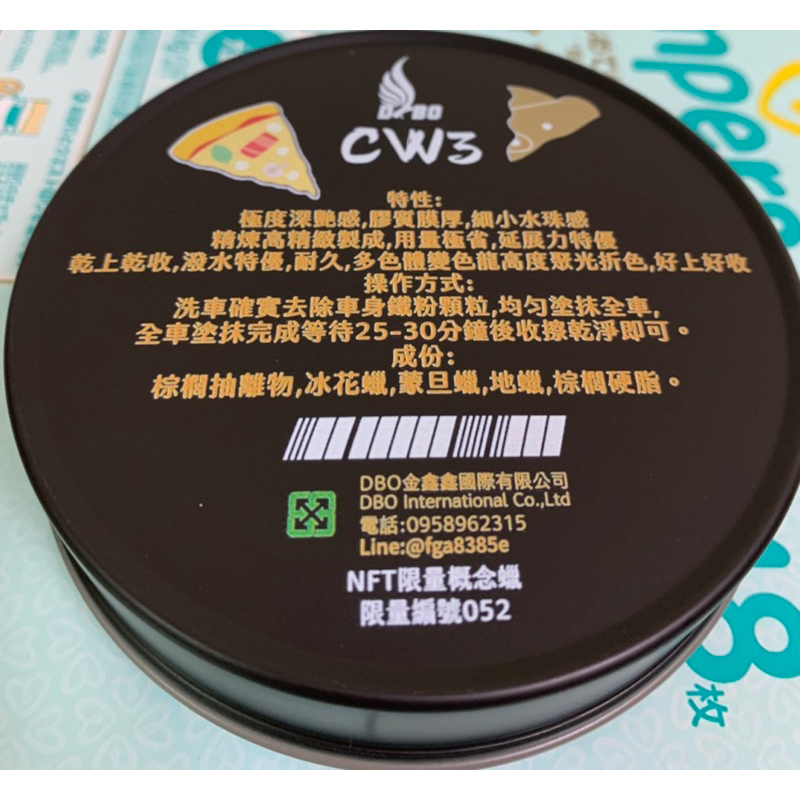 DBO
CW3
特性:
極度深艷感,膠質膜厚,細小水珠感
精煉高精緻製成,用量極省,延展力特優
乾上乾收,潑水特優,耐久,多色體變色龍高度聚光折色,好上好收
操作方式:
洗車確實去除車身鐵粉顆粒,均勻塗抹全車,
全車塗抹完成等待25-30分鐘後收擦乾淨即可。
成份:
棕櫚抽離物,冰花蠟,蒙旦蠟,地蠟,棕櫚硬脂。
DBO金鑫鑫國際有限公司
DBO International Co.,Ltd
電話:0958962315
Line:@fga8385e
NFT限量概念蠟
限量編號052
mpers
18
枚